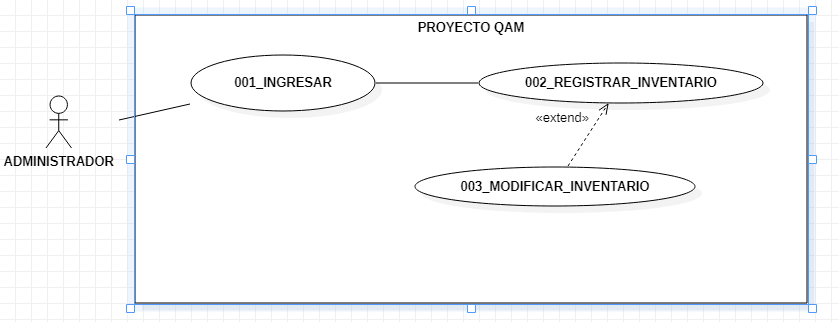 PROYECTO QAM
001_INGRESAR
002_REGISTRAR_INVENTARIO
«extend»
ADMINISTRADOR
003_MODIFICAR_INVENTARIO